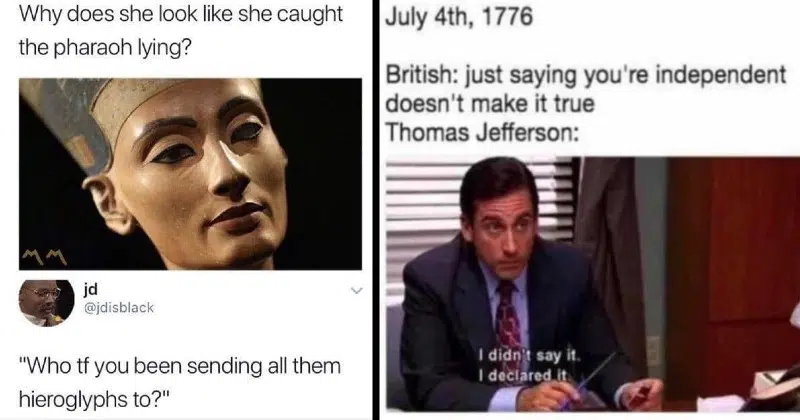 Why does she look like she caught
the pharaoh lying?
jd
@jdisblack
"Who tf you been sending all them
hieroglyphs to?"
July 4th, 1776
British: just saying you're independent
doesn't make it true
Thomas Jefferson:
I didn't say it.
I declared it.